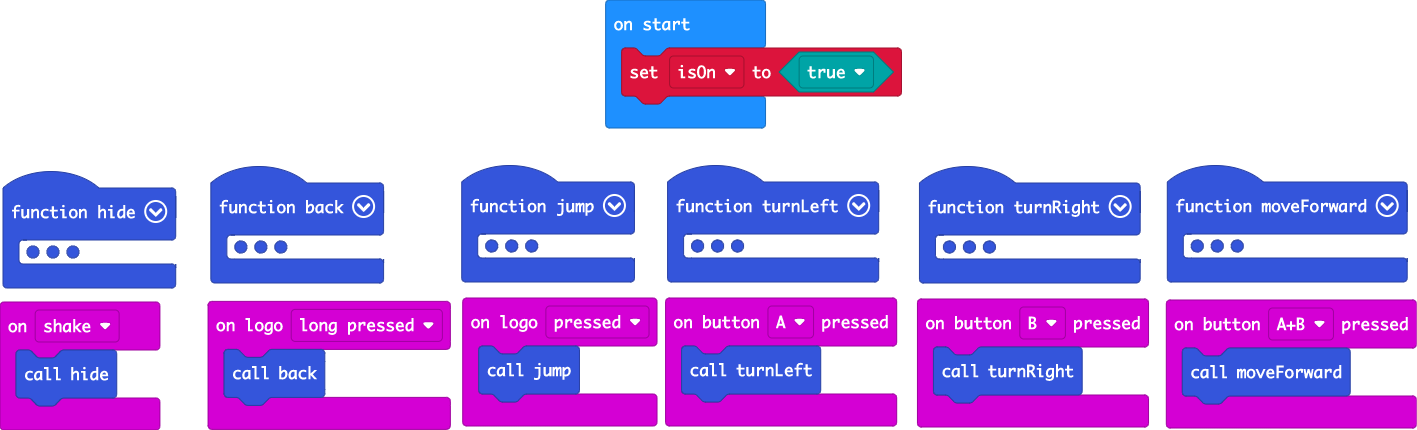 on start
set isOn to true
function hide
function back
function jump
function turnLeft
function turnRight
function moveForward
on shake
call hide
on logo long pressed
call back
on logo pressed
call jump
on button A pressed
call turnLeft
on button B pressed
call turnRight
on button A+B pressed
call moveForward